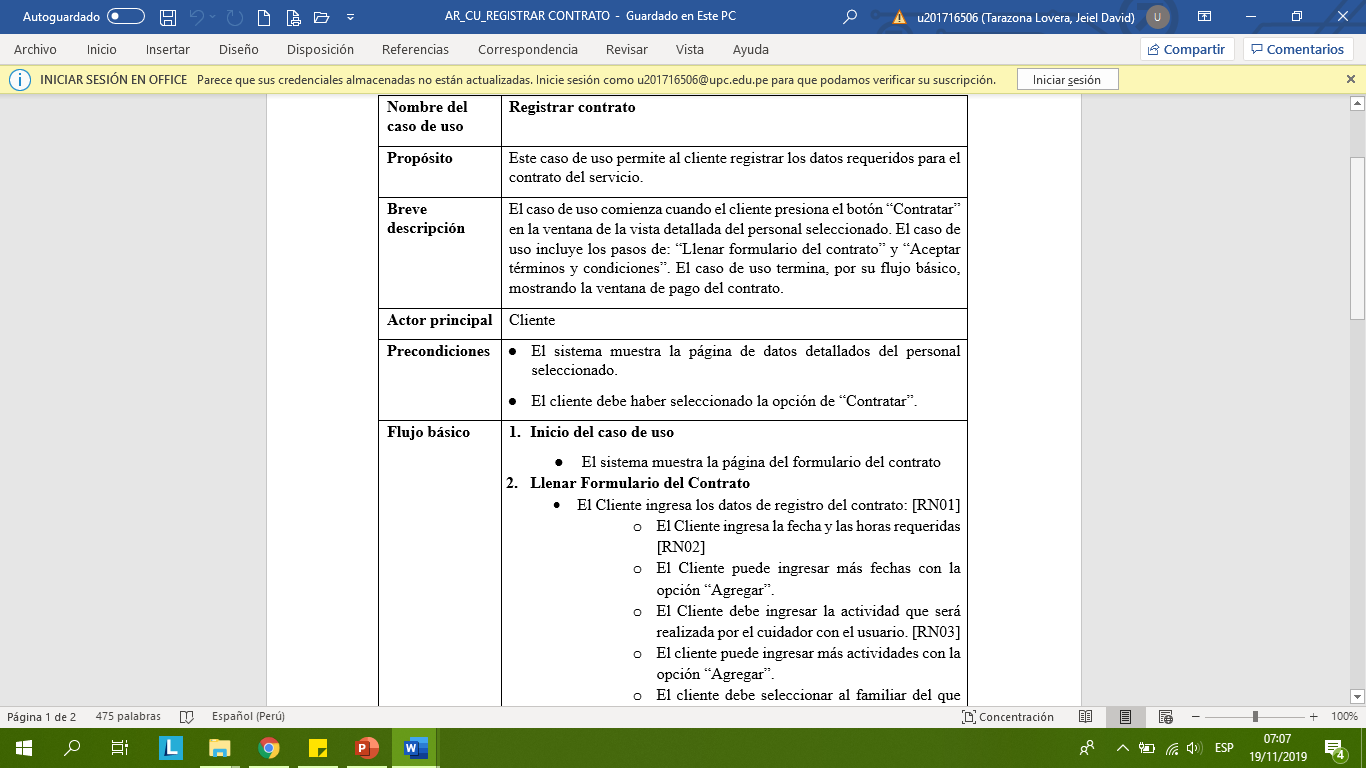 Autoguardado
AR_CU_REGISTRAR CONTRATO - Guardado en Este PC
u201716506 (Tarazona Lovera, Jeiel David)
U
Archivo Inicio Insertar Diseño Disposición Referencias Correspondencia Revisar Vista Ayuda
Compartir
Comentarios
INICIAR SESIÓN EN OFFICE Parece que sus credenciales almacenadas no están actualizadas. Inicie sesión como u201716506@upc.edu.pe para que podamos verificar su suscripción.
Iniciar sesión
Nombre del
caso de uso
Registrar contrato
Propósito
Este caso de uso permite al cliente registrar los datos requeridos para el
contrato del servicio.
Breve
descripción
El caso de uso comienza cuando el cliente presiona el botón “Contratar”
en la ventana de la vista detallada del personal seleccionado. El caso de
uso incluye los pasos de: “Llenar formulario del contrato” y “Aceptar
términos y condiciones”. El caso de uso termina, por su flujo básico,
mostrando la ventana de pago del contrato.
Actor principal
Cliente
Precondiciones
● El sistema muestra la página de datos detallados del personal
seleccionado.
● El cliente debe haber seleccionado la opción de “Contratar”.
Flujo básico
1. Inicio del caso de uso
● El sistema muestra la página del formulario del contrato
2. Llenar Formulario del Contrato
• El Cliente ingresa los datos de registro del contrato: [RN01]
o El Cliente ingresa la fecha y las horas requeridas
[RN02]
o El Cliente puede ingresar más fechas con la
opción “Agregar”.
o El Cliente debe ingresar la actividad que será
realizada por el cuidador con el usuario. [RN03]
o El cliente puede ingresar más actividades con la
opción “Agregar”.
o El cliente debe seleccionar al familiar del que
Página 1 de 2 475 palabras Español (Perú)
Concentración
100%
L
P
W
ESP
07:07
19/11/2019
4